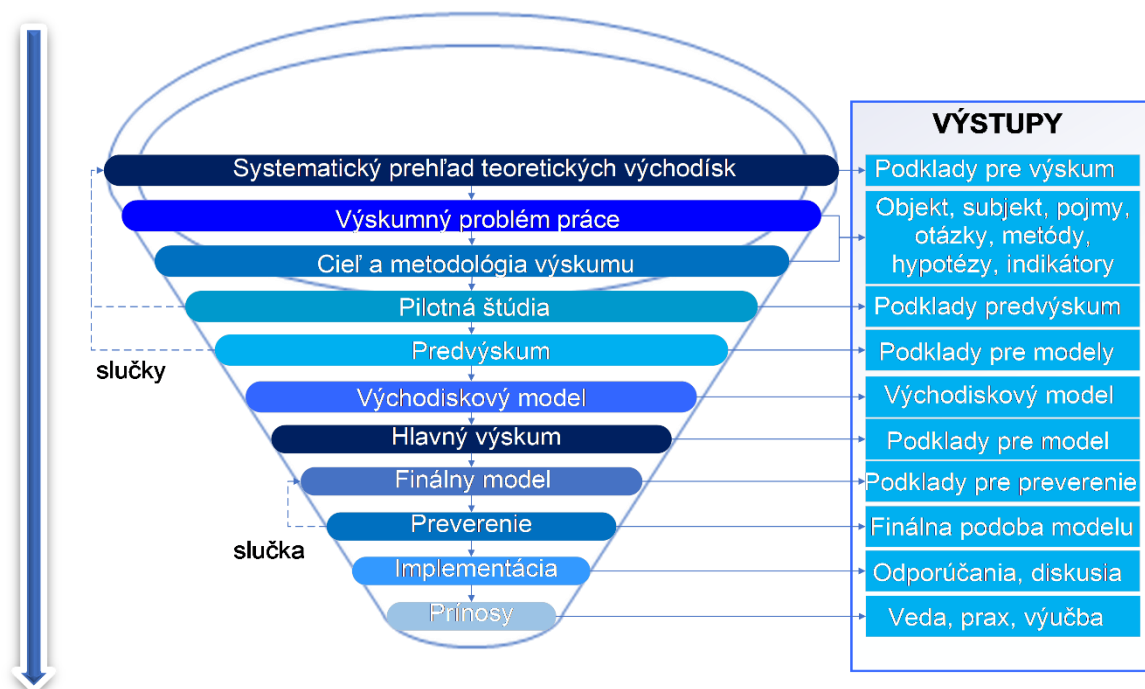 VÝSTUPY
Systematický prehľad teoretických východísk
Podklady pre výskum
Výskumný problém práce
Objekt, subjekt, pojmy,
otázky, metódy,
hypotézy, indikátory
Cieľ a metodológia výskumu
Pilotná štúdia
Podklady predvýskum
Predvýskum
Podklady pre modely
slučky
Východiskový model
Východiskový model
Hlavný výskum
Podklady pre model
Finálny model
Podklady pre preverenie
Preverenie
Finálna podoba modelu
slučka
Implementácia
Odporúčania, diskusia
Prínosy
Veda, prax, výučba